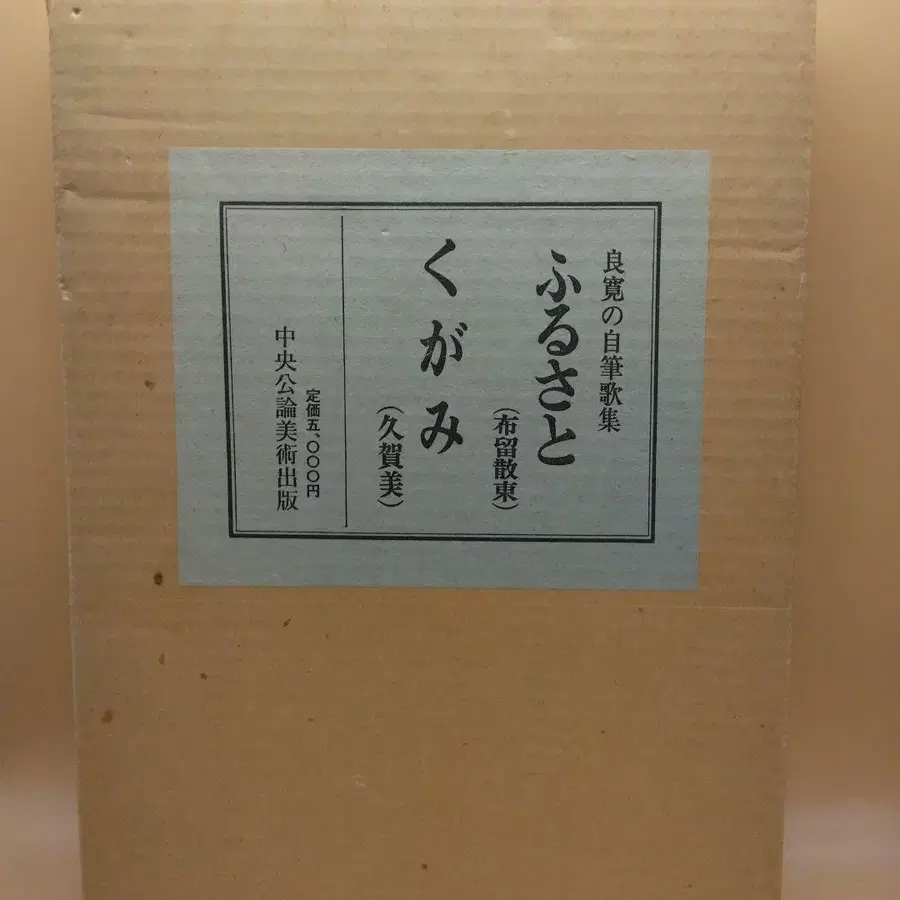 良寛の自筆歌集
ふるさと
(布留散東)
くがみ
(久賀美)
定価五、〇〇〇円
中央公論美術出版